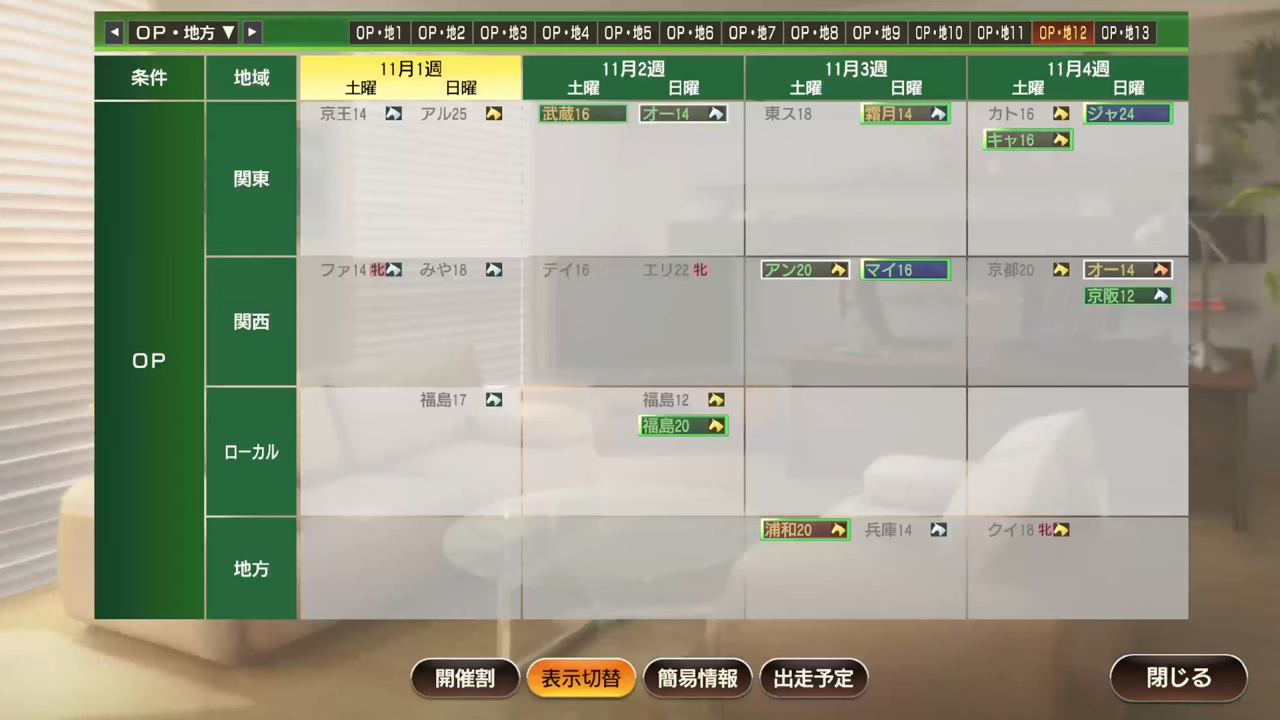 ◀ OP・地方▼ ▶ OP・地1 OP・地2 OP・地3 OP・地4 OP・地5 OP・地6 OP・地7 OP・地8 OP・地9 OP・地10 OP・地11 OP・地12 OP・地13
条件 地域 11月1週 11月2週 11月3週 11月4週
土曜 日曜 土曜 日曜 土曜 日曜 土曜 日曜
京王14 アル25 武蔵16 オー14 東ス18 霜月14 カト16 ジャ24
キャ16
関東
ファ14 牝 みや18 デイ16 エリ22 牝 アン20 マイ16 京都20 オー14
京阪12
関西
OP
福島17 福島12
福島20
ローカル
浦和20 兵庫14 クイ18 牝
地方
開催割 表示切替 簡易情報 出走予定 閉じる